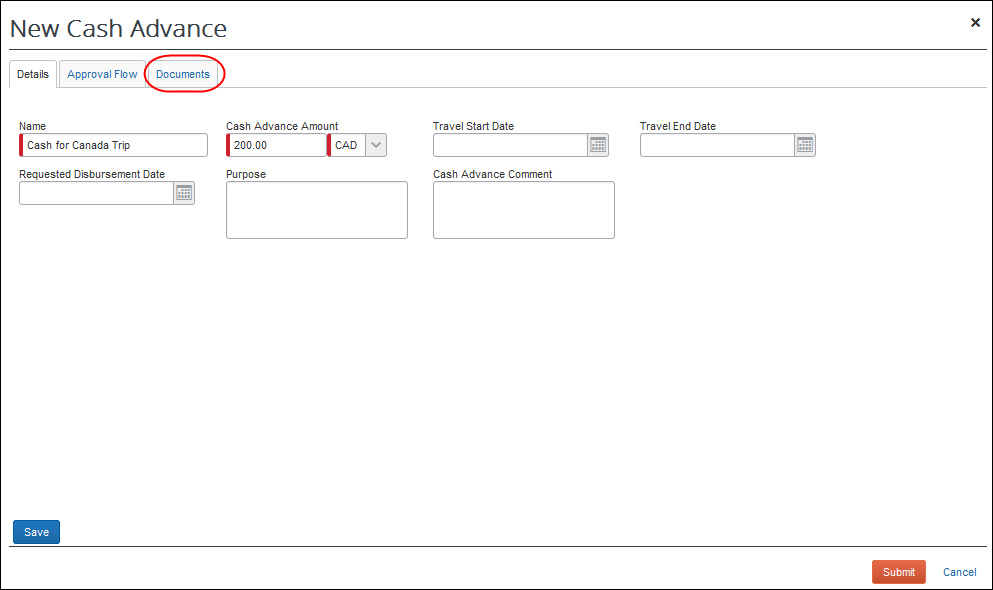 New Cash Advance
Details Approval Flow Documents
Name Cash Advance Amount Travel Start Date Travel End Date
Cash for Canada Trip 200.00 CAD
Requested Disbursement Date Purpose Cash Advance Comment
Save
Submit Cancel